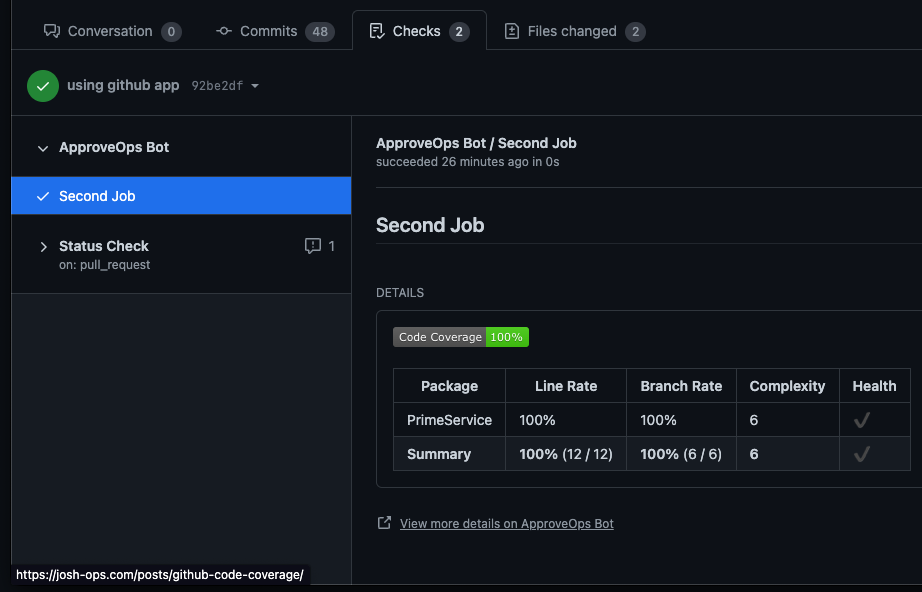 Conversation 0 Commits 48 Checks 2 Files changed 2
using github app 92be2df
ApproveOps Bot
Second Job
Status Check 1
on: pull_request
ApproveOps Bot / Second Job
succeeded 26 minutes ago in 0s
Second Job
DETAILS
Code Coverage 100%
Package Line Rate Branch Rate Complexity Health
PrimeService 100% 100% 6 ✔
Summary 100% (12 / 12) 100% (6 / 6) 6 ✔
View more details on ApproveOps Bot
https://josh-ops.com/posts/github-code-coverage/